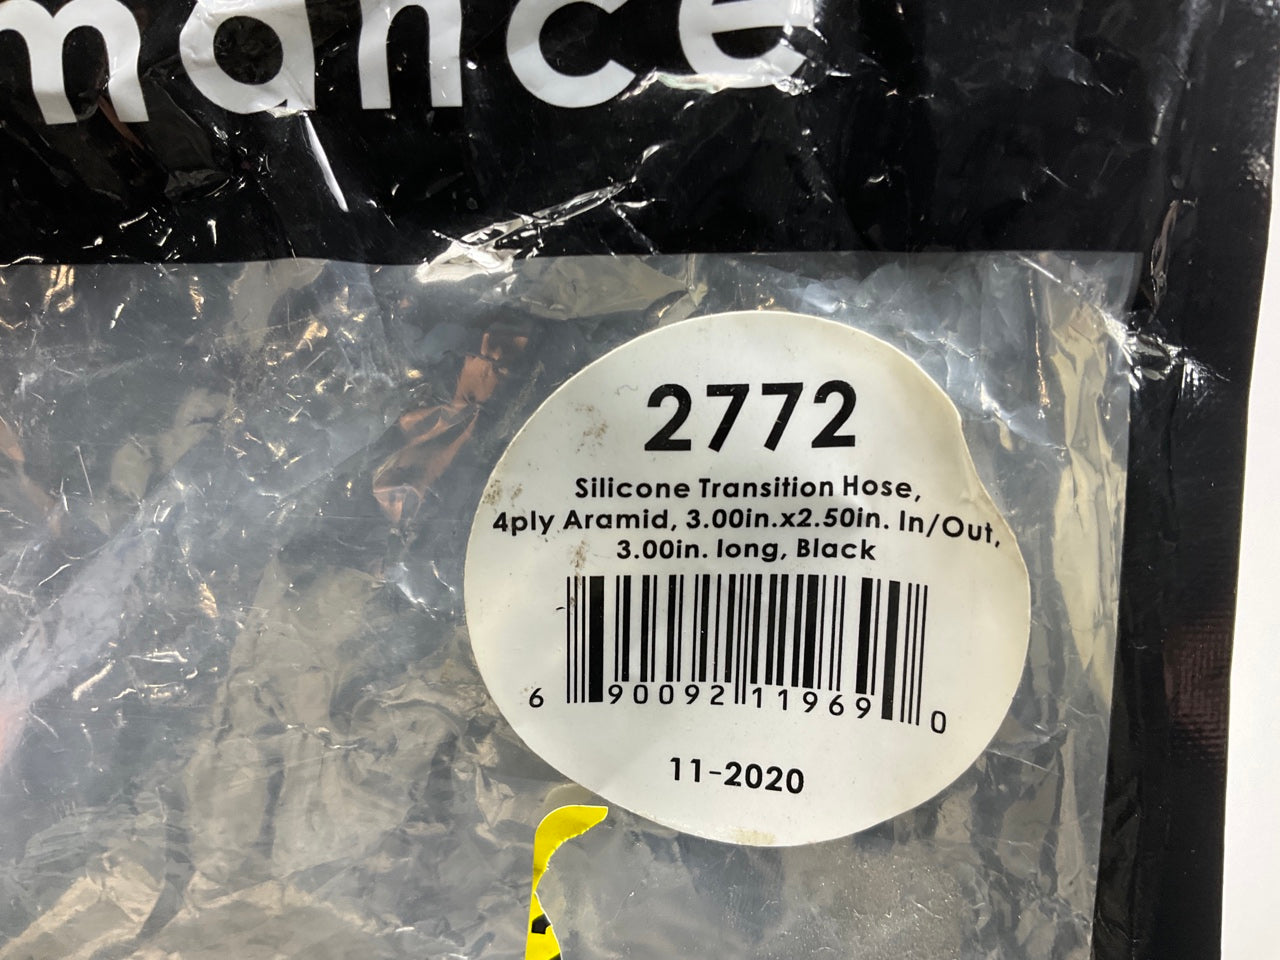 mance
2772
Silicone Transition Hose,
4ply Aramid, 3.00in.x2.50in. In/Out,
3.00in. long, Black
6 90092 11969 0
11-2020